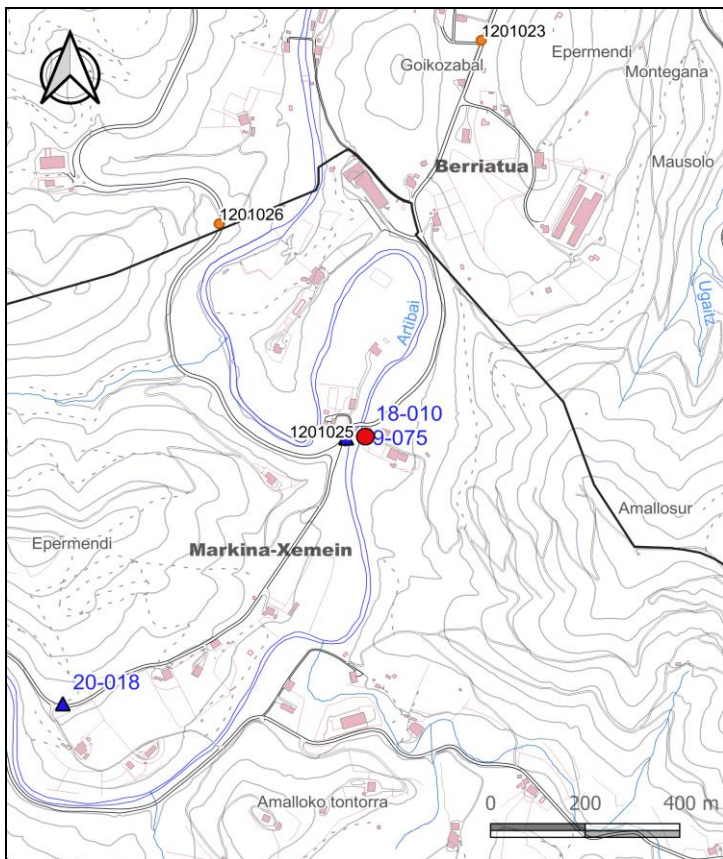 1201023
Goikozabal
Epermendi
Montegana
Berriatua
Mausolo
1201026
Ugaitz
Artibai
18-010
1201025
9-075
Amallosur
Epermendi
Markina-Xemein
20-018
Amalloko tontorra
0 200 400 m